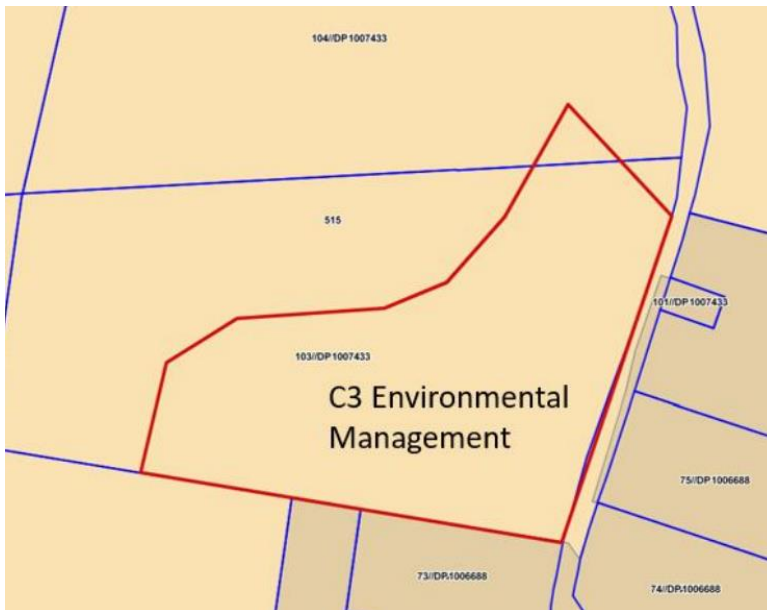 104//DP1007433
515
101//DP1007433
103//DP1007433
C3 Environmental
Management
75//DP1006688
73//DP1006688
74//DP1006688